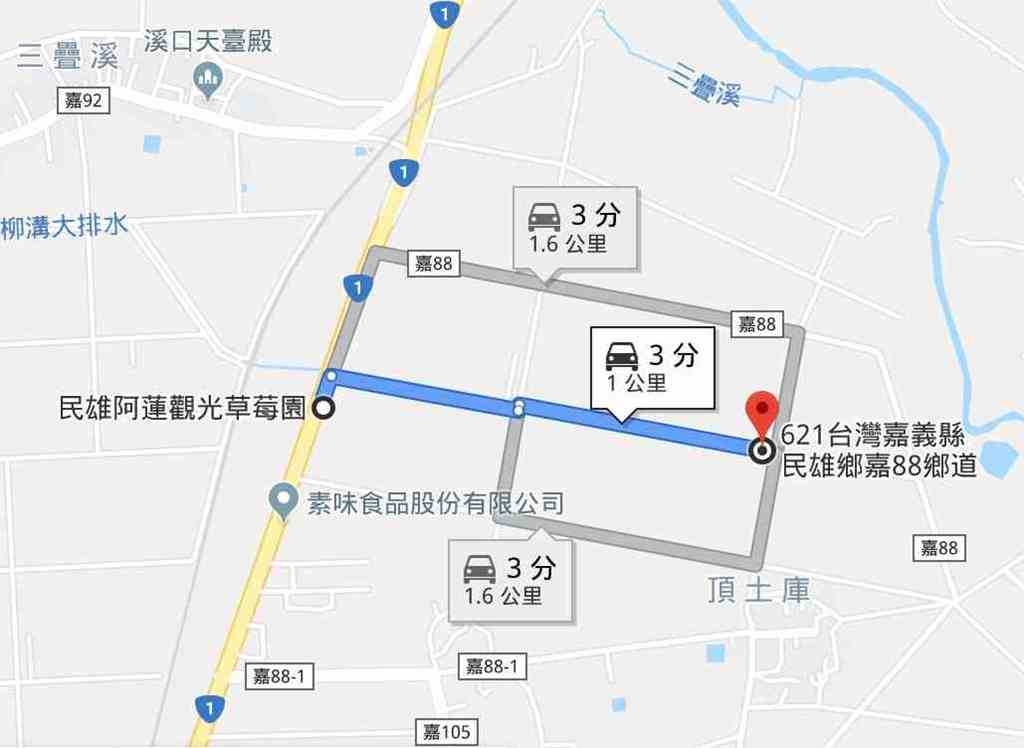 1
溪口天臺殿
三疊溪
嘉92
三疊溪
1
柳溝大排水
3 分
1.6 公里
嘉88
1
嘉88
3 分
1 公里
民雄阿蓮觀光草莓園
621台灣嘉義縣
民雄鄉嘉88鄉道
素味食品股份有限公司
嘉88
3 分
1.6 公里
頂土庫
嘉88-1
嘉88-1
1
嘉105